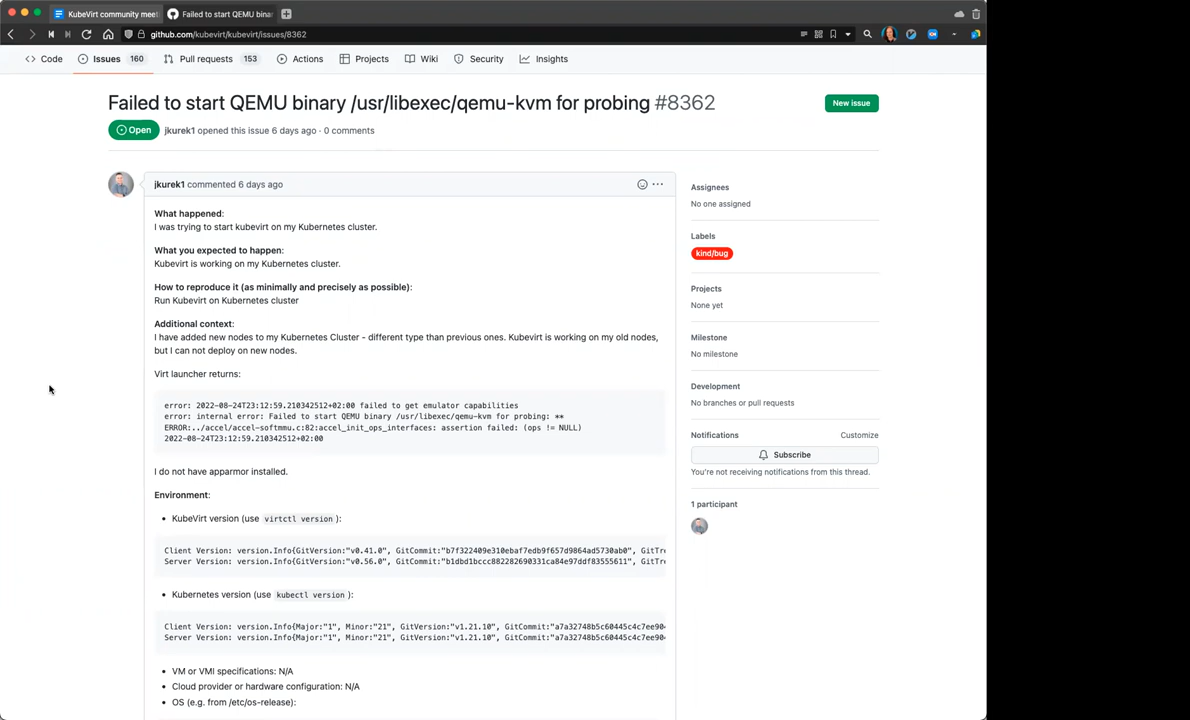 KubeVirt community meet
Failed to start QEMU binar
github.com/kubevirt/kubevirt/issues/8362
Code
Issues 160
Pull requests 153
Actions
Projects
Wiki
Security
Insights
Failed to start QEMU binary /usr/libexec/qemu-kvm for probing #8362
New issue
Open
jkurek1 opened this issue 6 days ago · 0 comments
jkurek1 commented 6 days ago
What happened:
I was trying to start kubevirt on my Kubernetes cluster.
What you expected to happen:
Kubevirt is working on my Kubernetes cluster.
How to reproduce it (as minimally and precisely as possible):
Run Kubevirt on Kubernetes cluster
Additional context:
I have added new nodes to my Kubernetes Cluster - different type than previous ones. Kubevirt is working on my old nodes,
but I can not deploy on new nodes.
Virt launcher returns:
error: 2022-08-24T23:12:59.210342512+02:00 failed to get emulator capabilities
error: internal error: Failed to start QEMU binary /usr/libexec/qemu-kvm for probing: **
ERROR:../accel/accel-softmmu.c:82:accel_init_ops_interfaces: assertion failed: (ops != NULL)
2022-08-24T23:12:59.210342512+02:00
I do not have apparmor installed.
Environment:
• KubeVirt version (use virtctl version ):
Client Version: version.Info{GitVersion:"v0.41.0", GitCommit:"b7f322409e310ebaf7edb9f657d9864ad5730ab0", GitTre
Server Version: version.Info{GitVersion:"v0.56.0", GitCommit:"b1dbd1bccc882282690331ca84e97ddf83555611", GitTre
• Kubernetes version (use kubectl version ):
Client Version: version.Info{Major:"1", Minor:"21", GitVersion:"v1.21.10", GitCommit:"a7a32748b5c60445c4c7ee904
Server Version: version.Info{Major:"1", Minor:"21", GitVersion:"v1.21.10", GitCommit:"a7a32748b5c60445c4c7ee904
• VM or VMI specifications: N/A
• Cloud provider or hardware configuration: N/A
• OS (e.g. from /etc/os-release):
Assignees
No one assigned
Labels
kind/bug
Projects
None yet
Milestone
No milestone
Development
No branches or pull requests
Notifications Customize
Subscribe
You're not receiving notifications from this thread.
1 participant